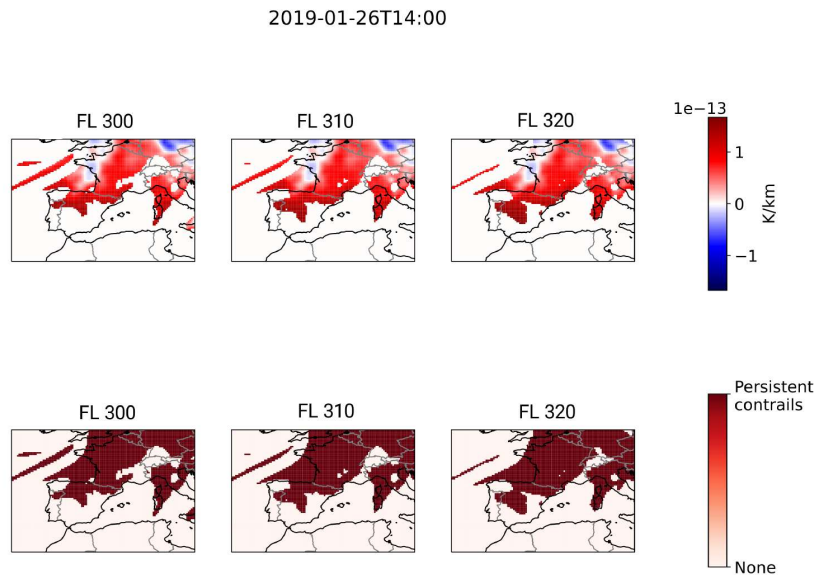 2019-01-26T14:00
FL 300
FL 310
FL 320
1e−13
1
0
−1
K/km
FL 300
FL 310
FL 320
Persistent
contrails
None